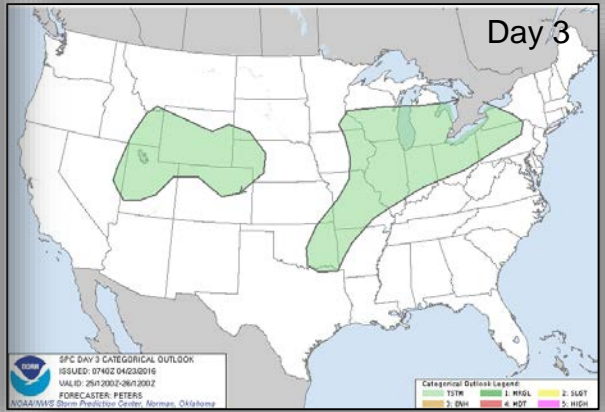 Day 3
SPC DAY 3 CATEGORICAL OUTLOOK
ISSUED: 0740Z 04/23/2016
VALID: 25/1200Z-26/1200Z
FORECASTER: PETERS
NOAA/NWS Storm Prediction Center, Norman, Oklahoma
NOAA
Categorical Outlook Legend:
TSTM 1: MRGL 2: SLGT
3: ENH 4: MDT 5: HIGH